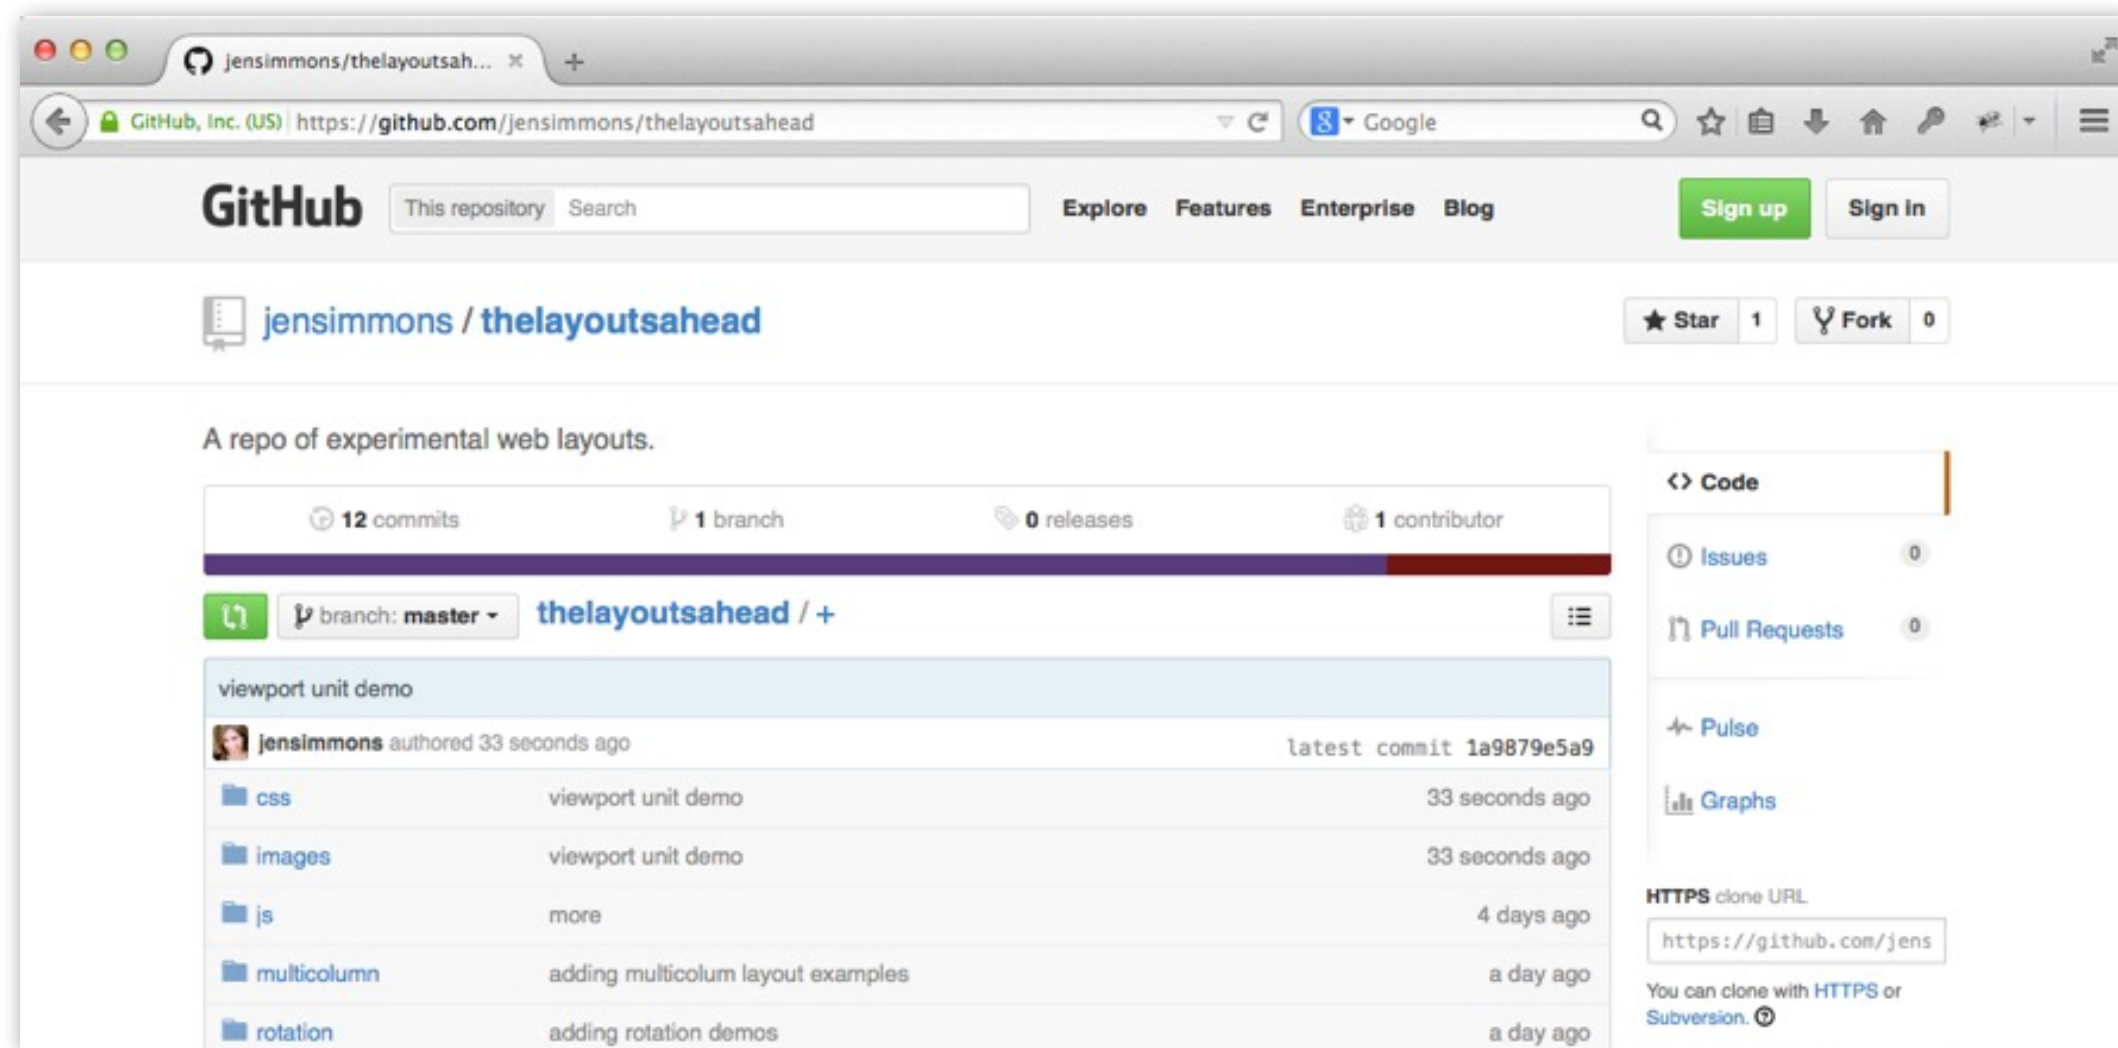 jensimmons/thelayoutsah...
GitHub, Inc. (US) https://github.com/jensimmons/thelayoutsahead
Google
GitHub This repository Search Explore Features Enterprise Blog Sign up Sign in
jensimmons / thelayoutsahead Star 1 Fork 0
A repo of experimental web layouts.
12 commits 1 branch 0 releases 1 contributor
branch: master thelayoutsahead / +
viewport unit demo
jensimmons authored 33 seconds ago latest commit 1a9879e5a9
css viewport unit demo 33 seconds ago
images viewport unit demo 33 seconds ago
js more 4 days ago
multicolumn adding multicolum layout examples a day ago
rotation adding rotation demos a day ago
Code
Issues 0
Pull Requests 0
Pulse
Graphs
HTTPS clone URL
https://github.com/jens
You can clone with HTTPS or
Subversion.